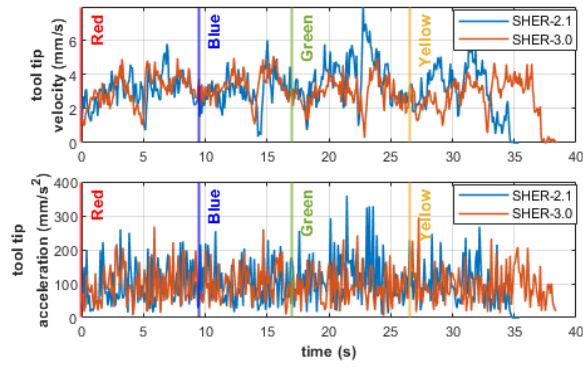 tool tip
velocity (mm/s)
8
6
4
2
0
Red
Blue
Green
Yellow
SHER-2.1
SHER-3.0
0 5 10 15 20 25 30 35 40
tool tip
acceleration (mm/s²)
400
300
200
100
0
Red
Blue
Green
Yellow
SHER-2.1
SHER-3.0
0 5 10 15 20 25 30 35 40
time (s)